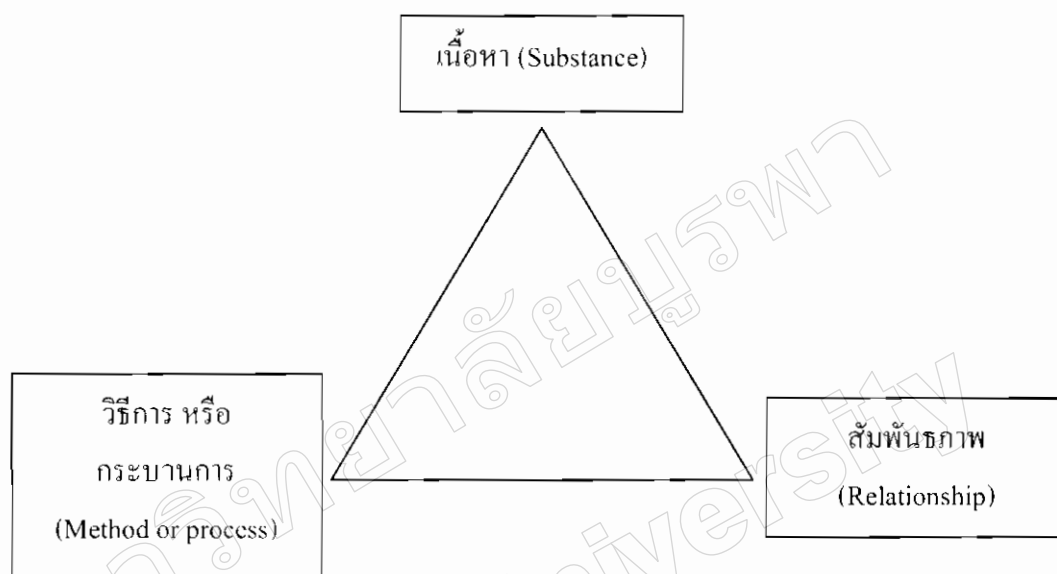 เนื้อหา (Substance)
วิธีการ หรือ
กระบานการ
(Method or process)
สัมพันธภาพ
(Relationship)